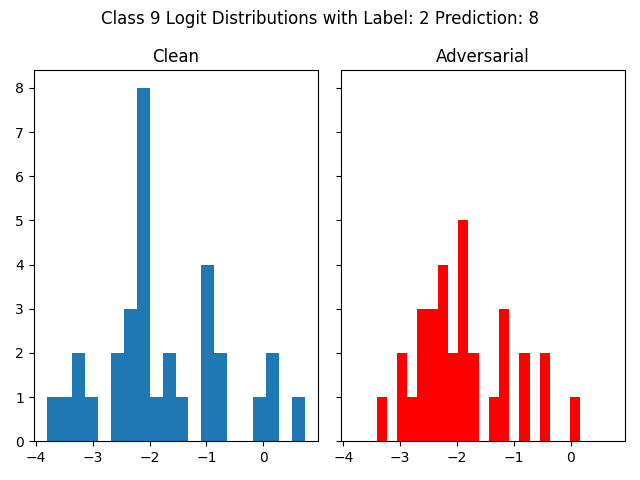 Class 9 Logit Distributions with Label: 2 Prediction: 8
Clean
Adversarial
8
7
6
5
4
3
2
1
0
−4 −3 −2 −1 0
−4 −3 −2 −1 0